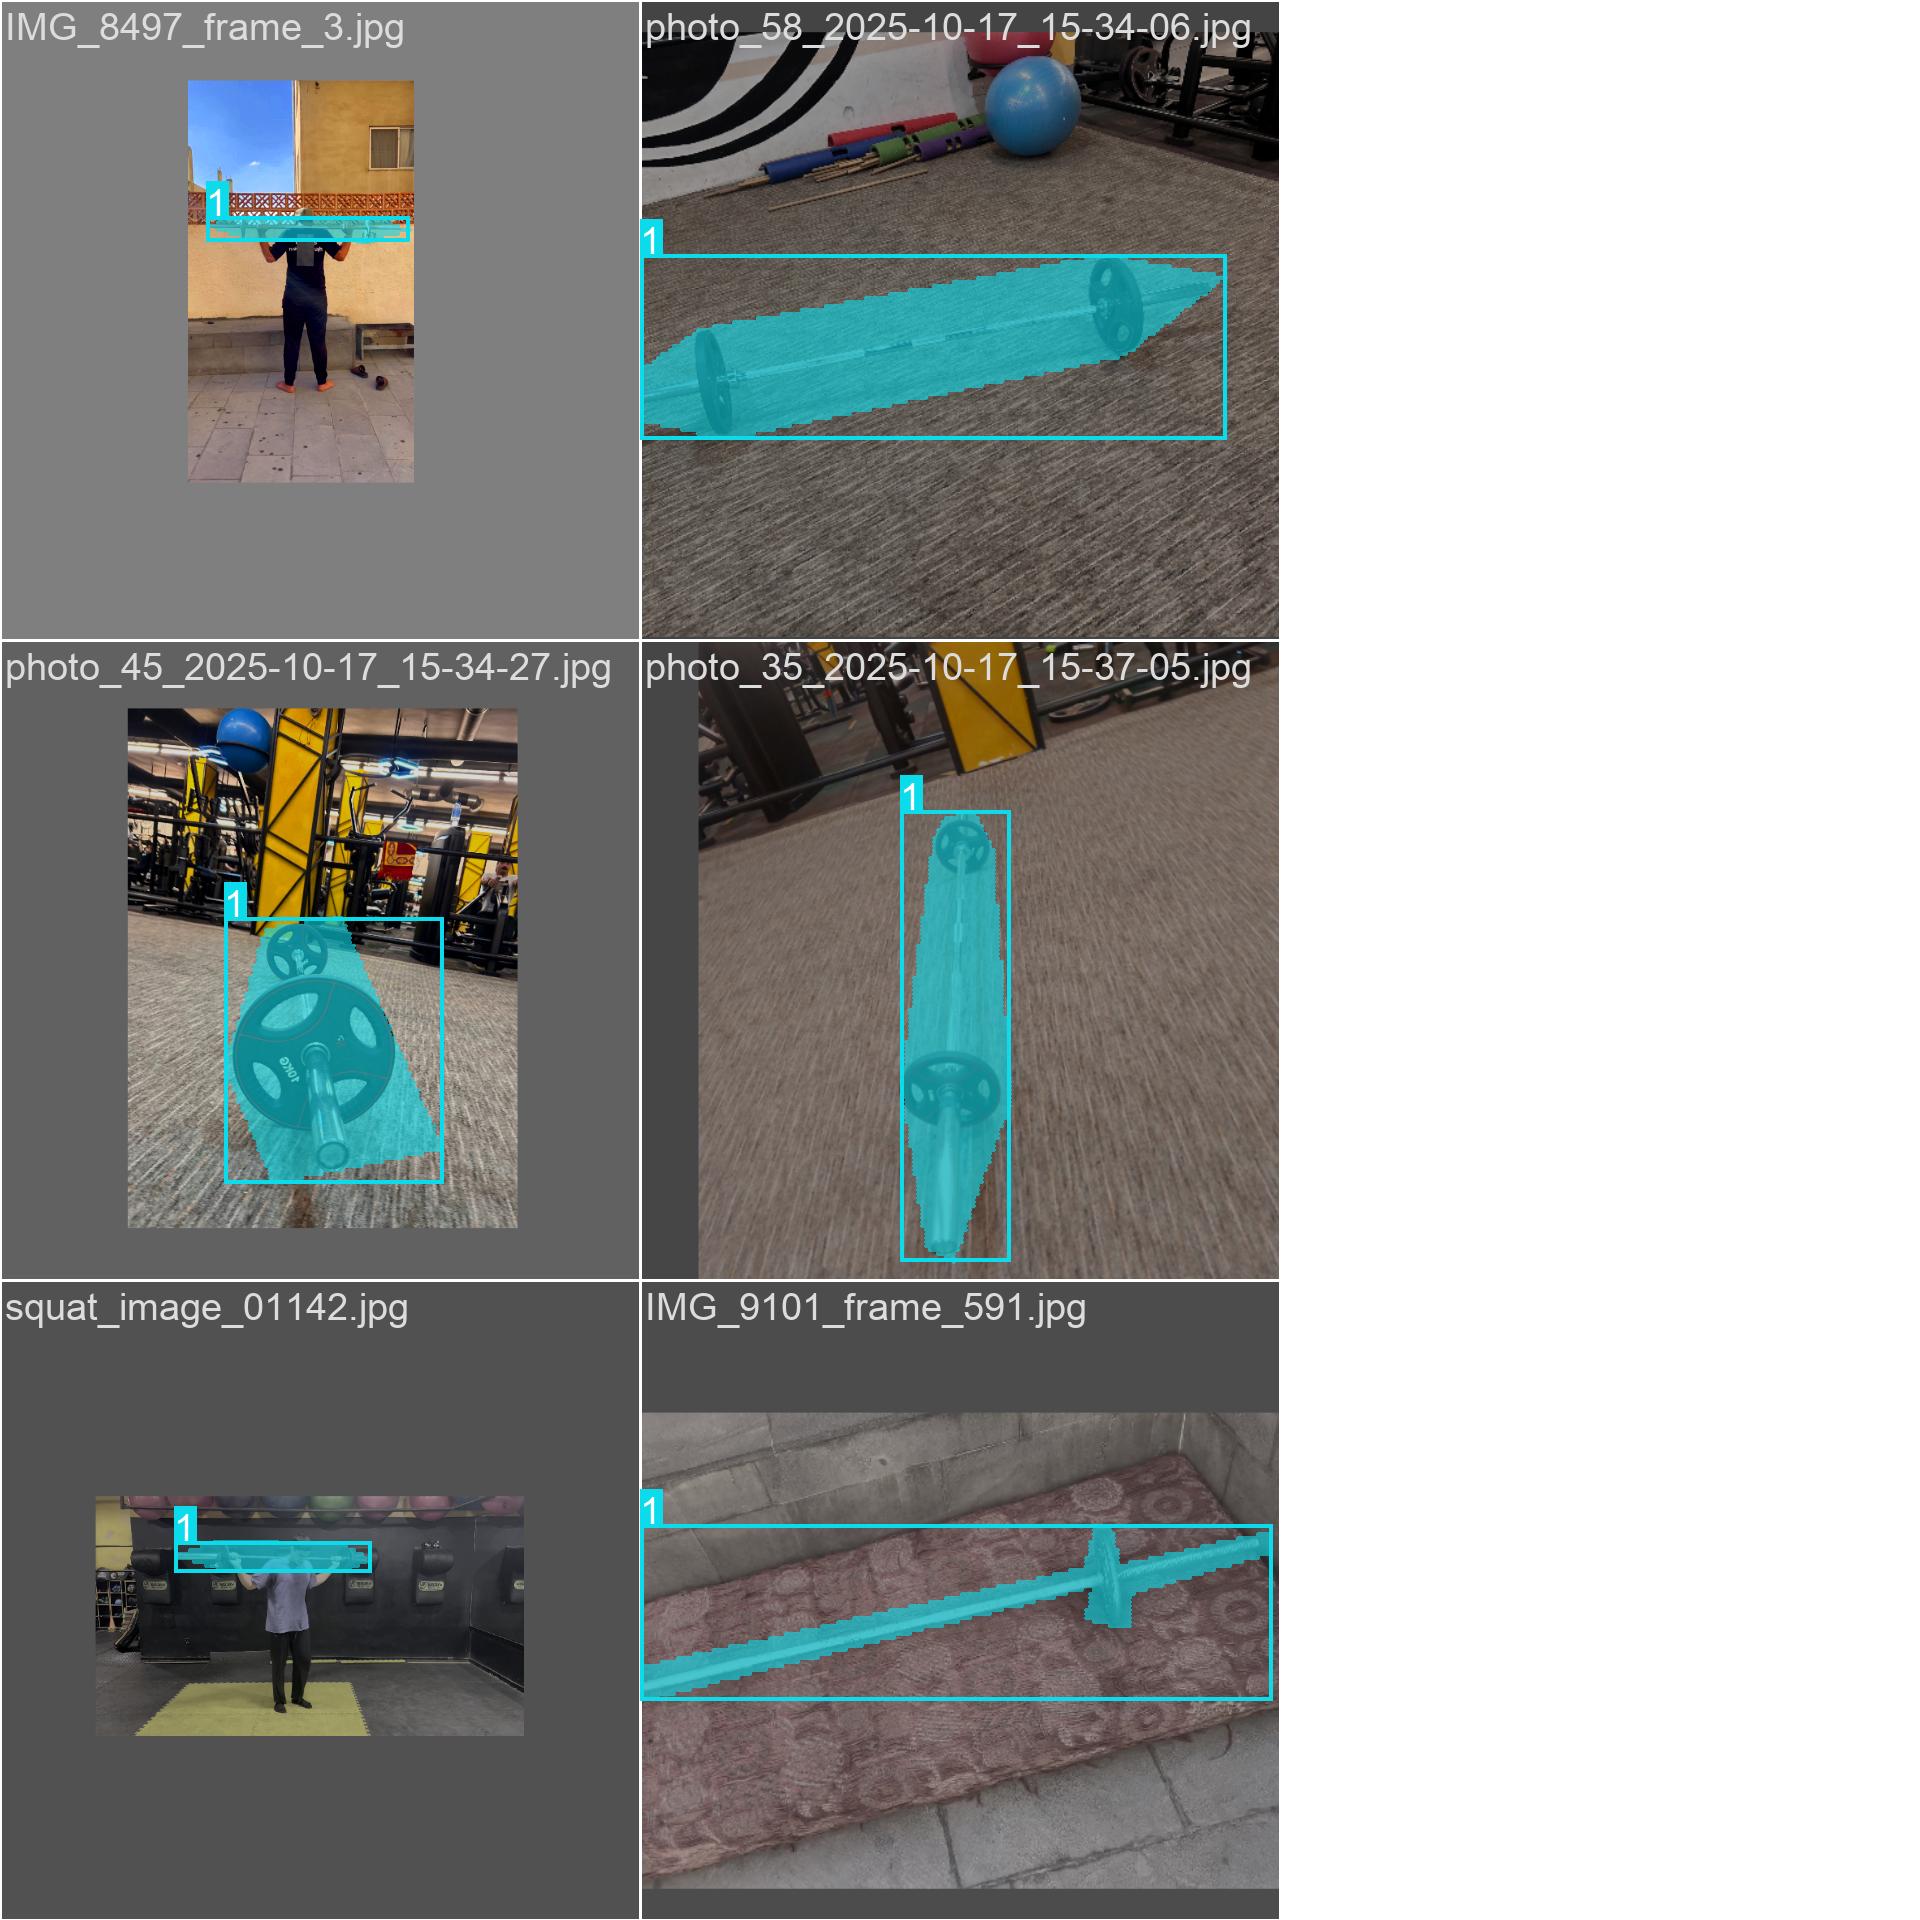 IMG_8497_frame_3.jpg
photo_58_2025-10-17_15-34-06.jpg
1
1
photo_45_2025-10-17_15-34-27.jpg
photo_35_2025-10-17_15-37-05.jpg
1
1
10KG
squat_image_01142.jpg
IMG_9101_frame_591.jpg
1
1